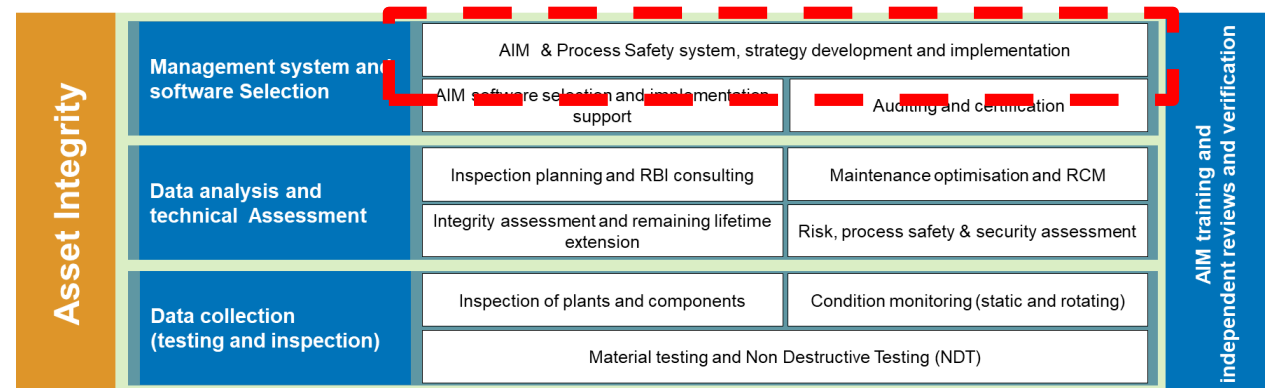 Asset Integrity
Management system and
software Selection
AIM & Process Safety system, strategy development and implementation
AIM software selection and implementation
support
Auditing and certification
Data analysis and
technical Assessment
Inspection planning and RBI consulting
Maintenance optimisation and RCM
Integrity assessment and remaining lifetime
extension
Risk, process safety & security assessment
Data collection
(testing and inspection)
Inspection of plants and components
Condition monitoring (static and rotating)
Material testing and Non Destructive Testing (NDT)
AIM training and
independent reviews and verification